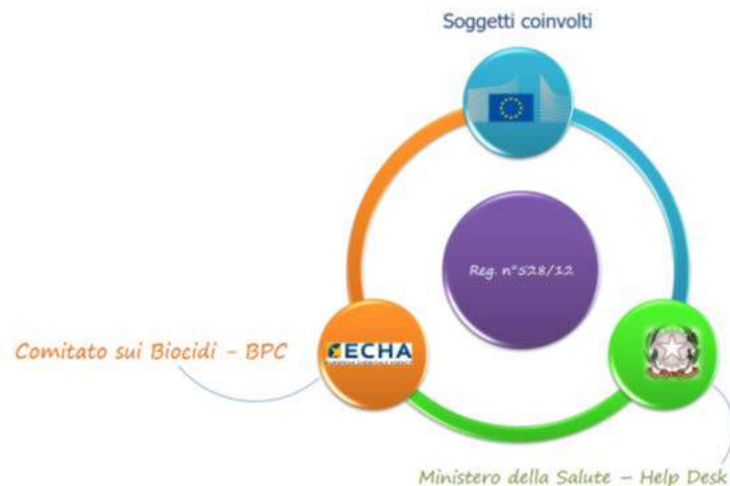 Soggetti coinvolti
Reg. n°528/12
Comitato sui Biocidi - BPC
ECHA
Ministero della Salute – Help Desk